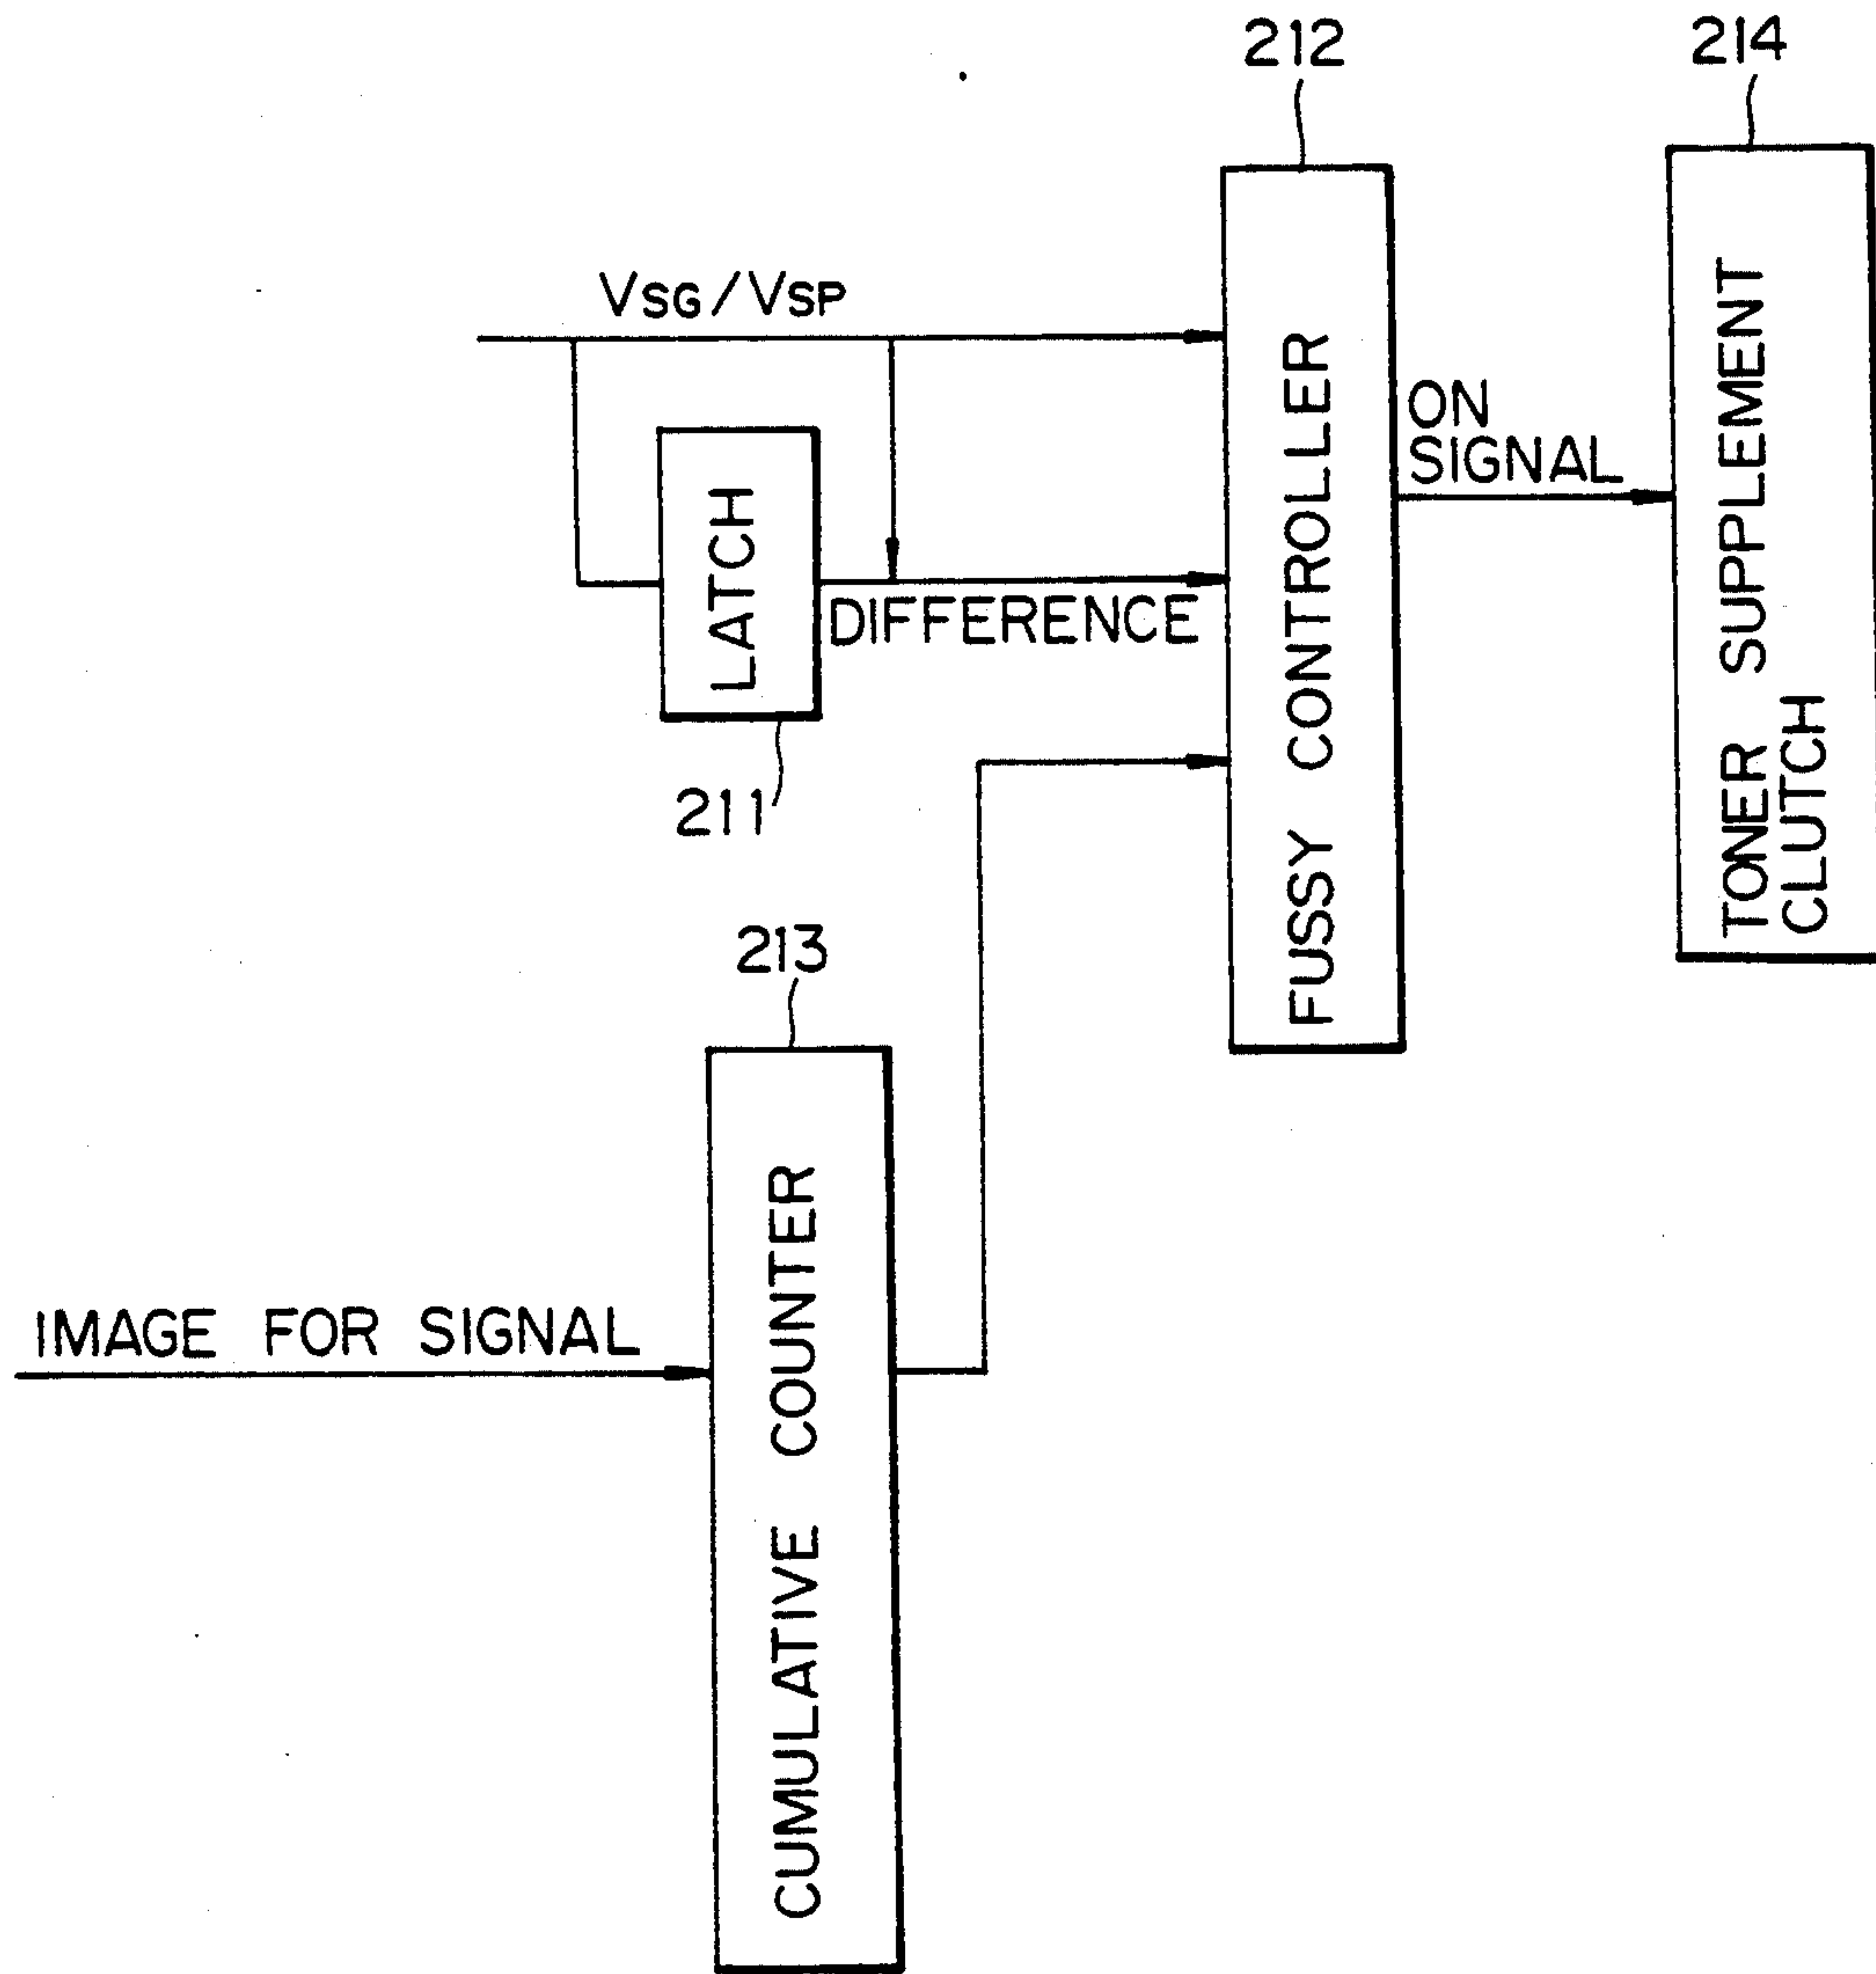 212
214
VSG/VSP
LATCH
211
DIFFERENCE
FUSSY CONTROLLER
ON
SIGNAL
TONER SUPPLEMENT
CLUTCH
213
IMAGE FOR SIGNAL
CUMULATIVE COUNTER